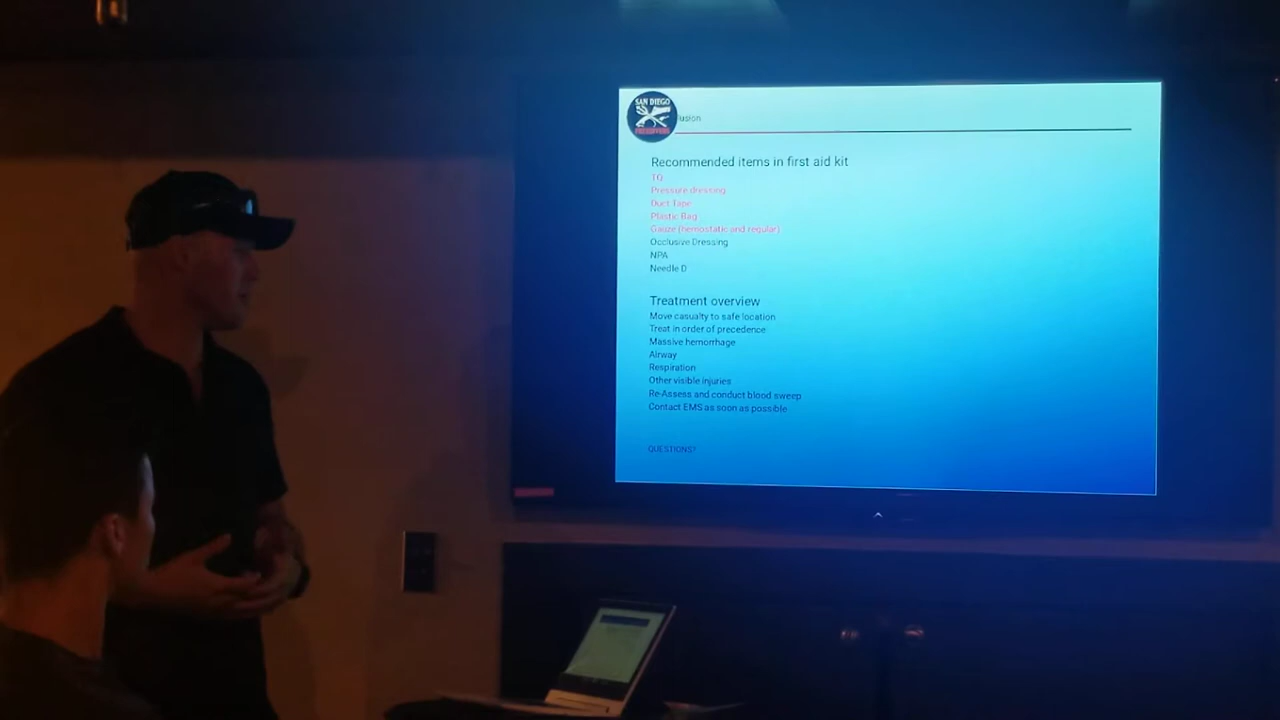 SAN DIEGO
lusion
Recommended items in first aid kit
TQ
Pressure dressing
Duct Tape
Plastic Bag
Gauze (hemostatic and regular)
Occlusive Dressing
NPA
Needle D
Treatment overview
Move casualty to safe location
Treat in order of precedence
Massive hemorrhage
Airway
Respiration
Other visible injuries
Re-Assess and conduct blood sweep
Contact EMS as soon as possible
QUESTIONS?